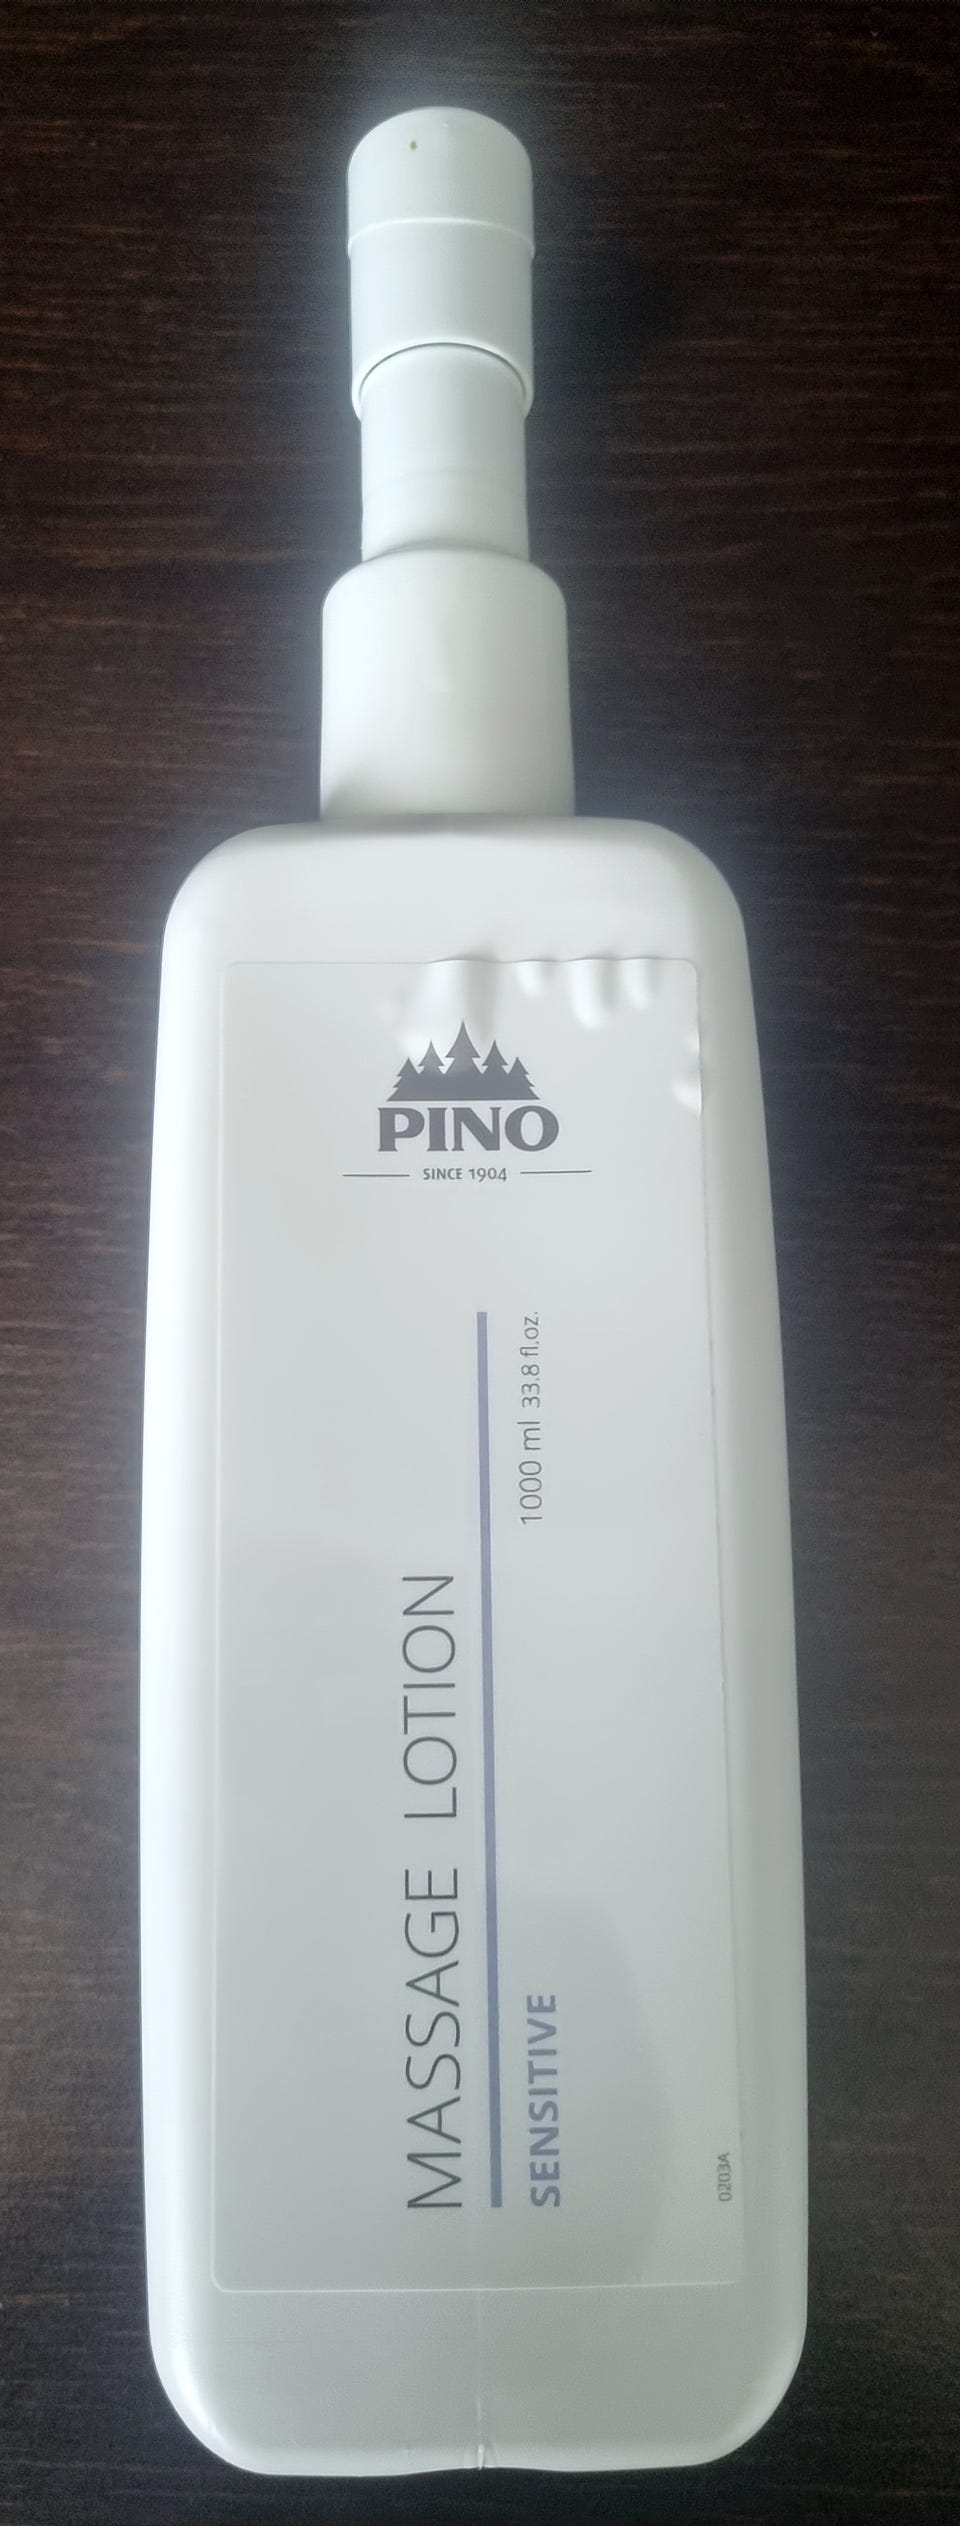 PINO
SINCE 1904
MASSAGE LOTION
SENSITIVE
1000 ml 33.8 fl.oz.
0203A